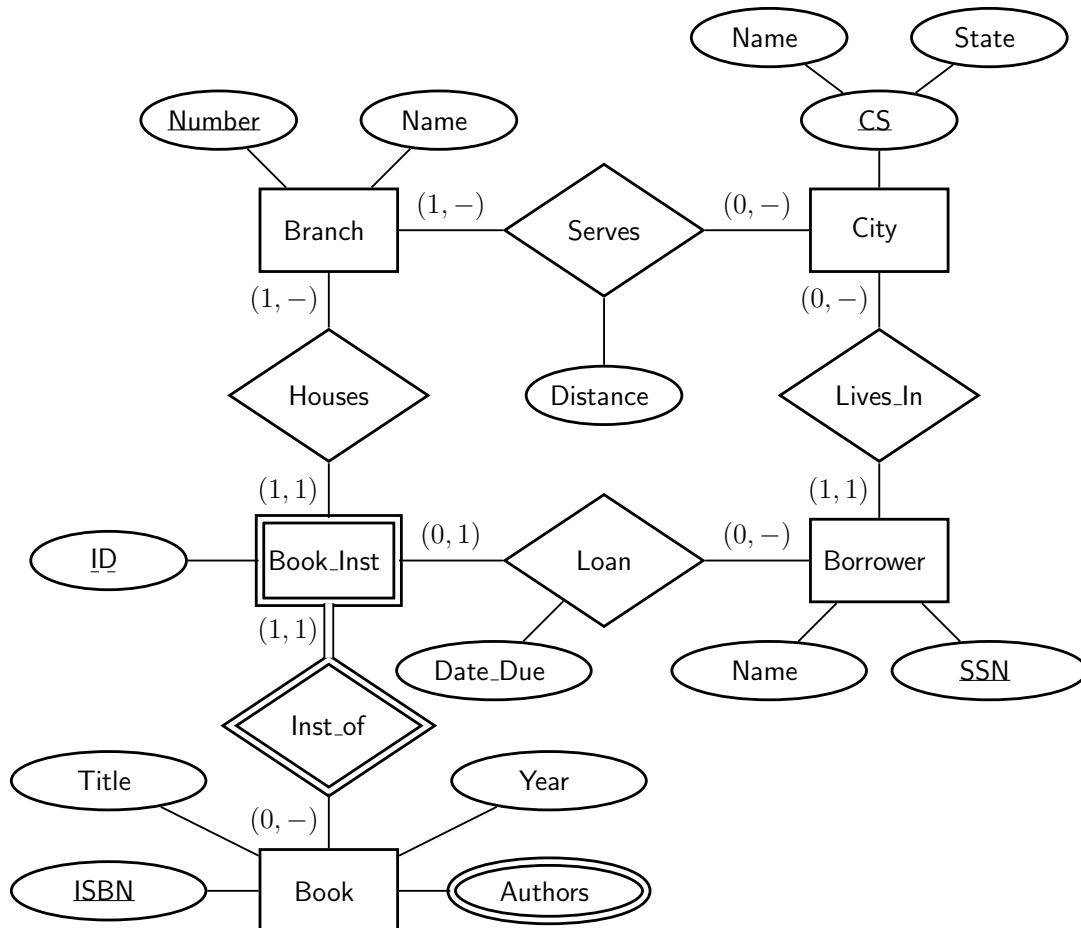 Name
State
Number
Name
CS
(1, −)
(0, −)
Branch
Serves
City
(1, −)
(0, −)
Houses
Distance
Lives_In
(1, 1)
(1, 1)
(0, 1)
(0, −)
ID
Book_Inst
Loan
Borrower
(1, 1)
Date_Due
Name
SSN
Inst_of
Title
Year
(0, −)
ISBN
Book
Authors